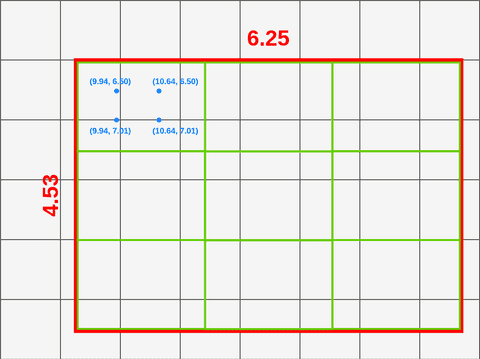 6.25
(9.94, 6.50) (10.64, 6.50)
(9.94, 7.01) (10.64, 7.01)
4.53